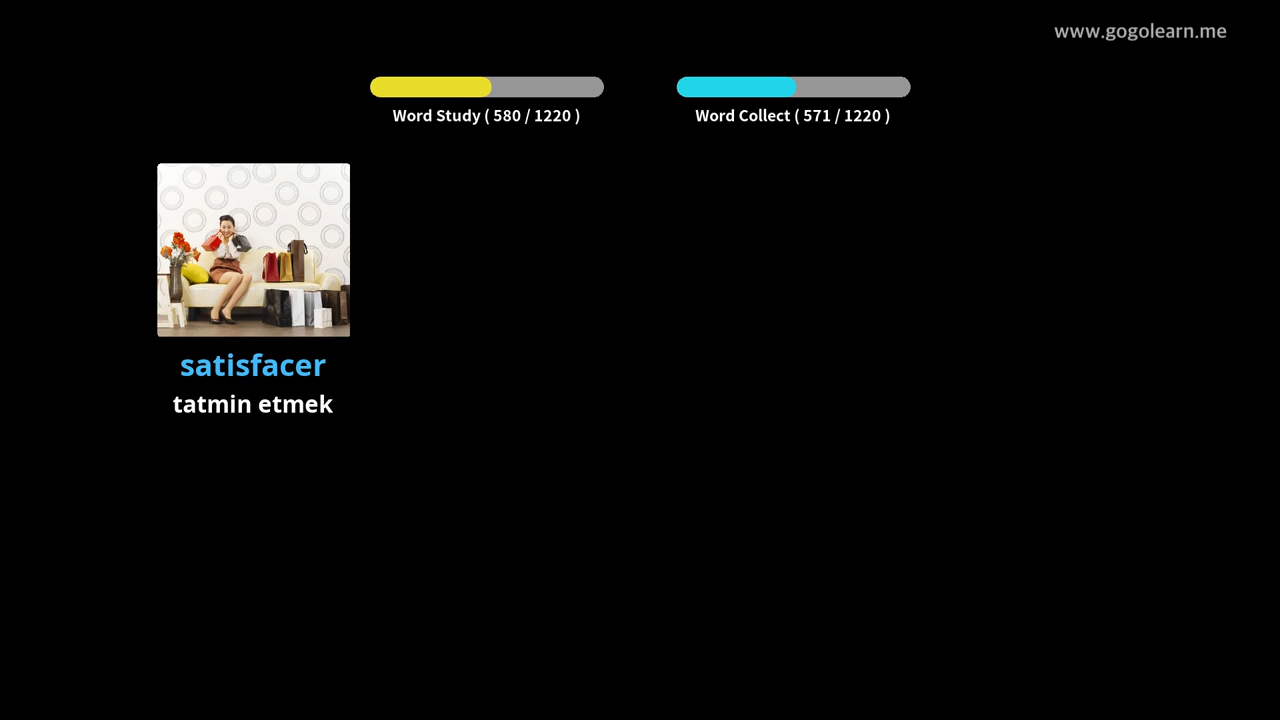 www.gogolearn.me
Word Study ( 580 / 1220 )
Word Collect ( 571 / 1220 )
satisfacer
tatmin etmek